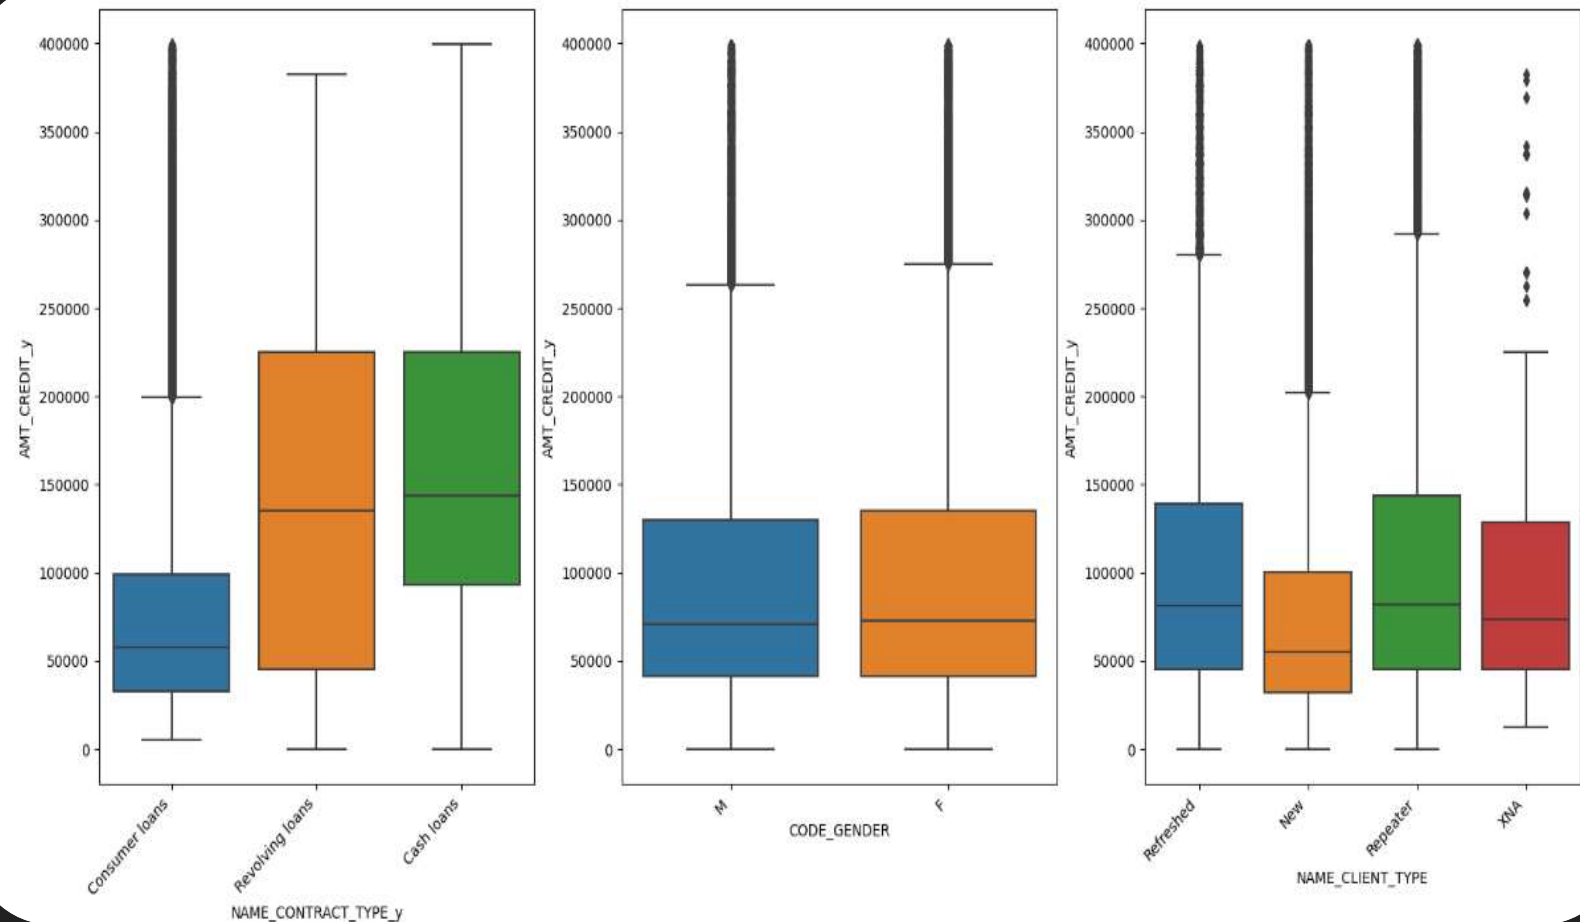 AMT_CREDIT_y
400000
350000
300000
250000
200000
150000
100000
50000
0
Consumer loans
Revolving loans
Cash loans
NAME_CONTRACT_TYPE_y
AMT_CREDIT_y
400000
350000
300000
250000
200000
150000
100000
50000
0
M
F
CODE_GENDER
AMT_CREDIT_y
400000
350000
300000
250000
200000
150000
100000
50000
0
Refreshed
New
Repeater
XNA
NAME_CLIENT_TYPE